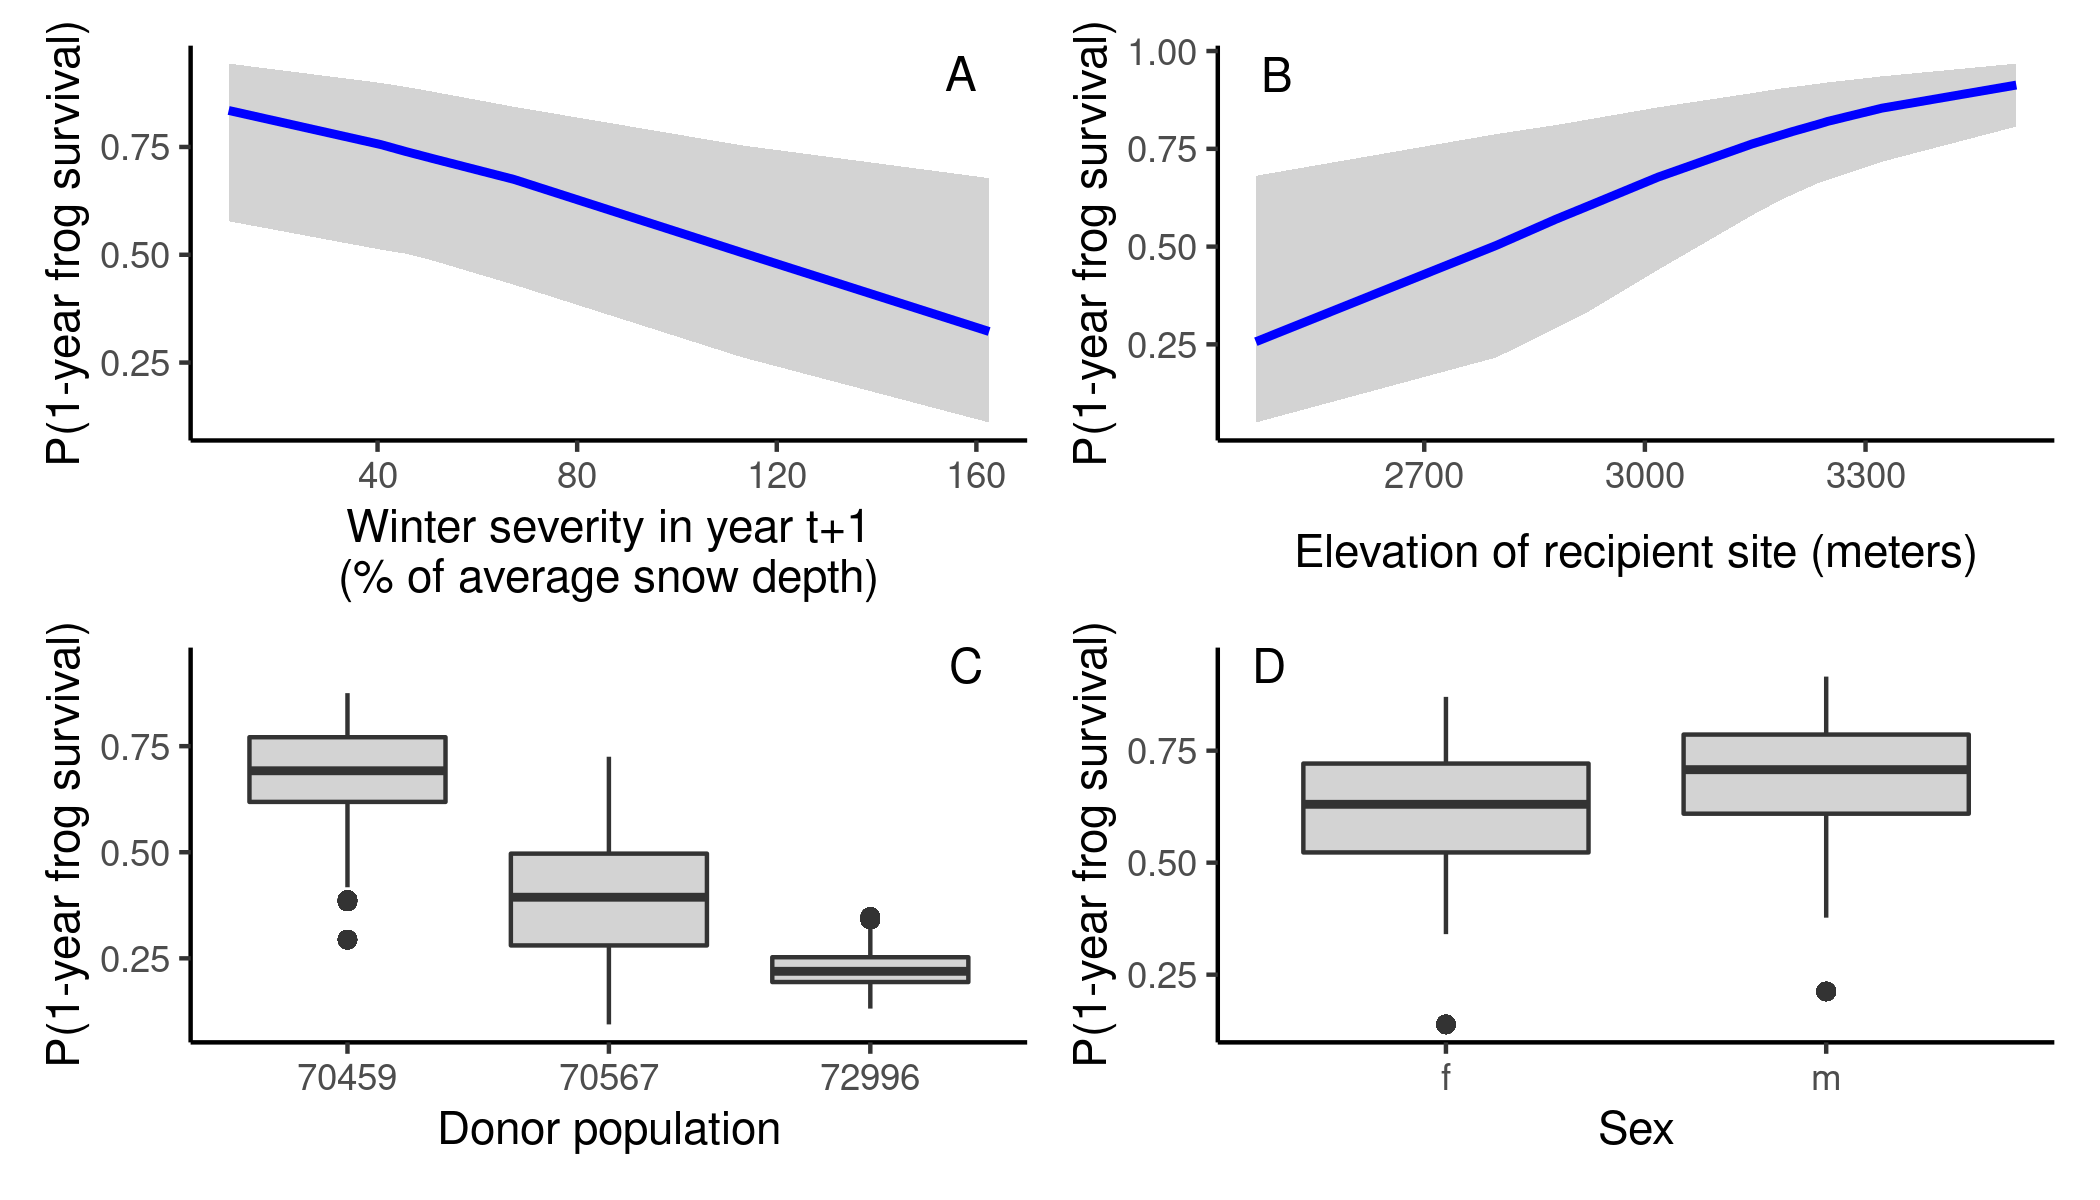 P(1-year frog survival)
0.75
0.50
0.25
A
40 80 120 160
Winter severity in year t+1
(% of average snow depth)
P(1-year frog survival)
1.00
0.75
0.50
0.25
B
2700 3000 3300
Elevation of recipient site (meters)
P(1-year frog survival)
0.75
0.50
0.25
C
70459 70567 72996
Donor population
P(1-year frog survival)
0.75
0.50
0.25
D
f m
Sex